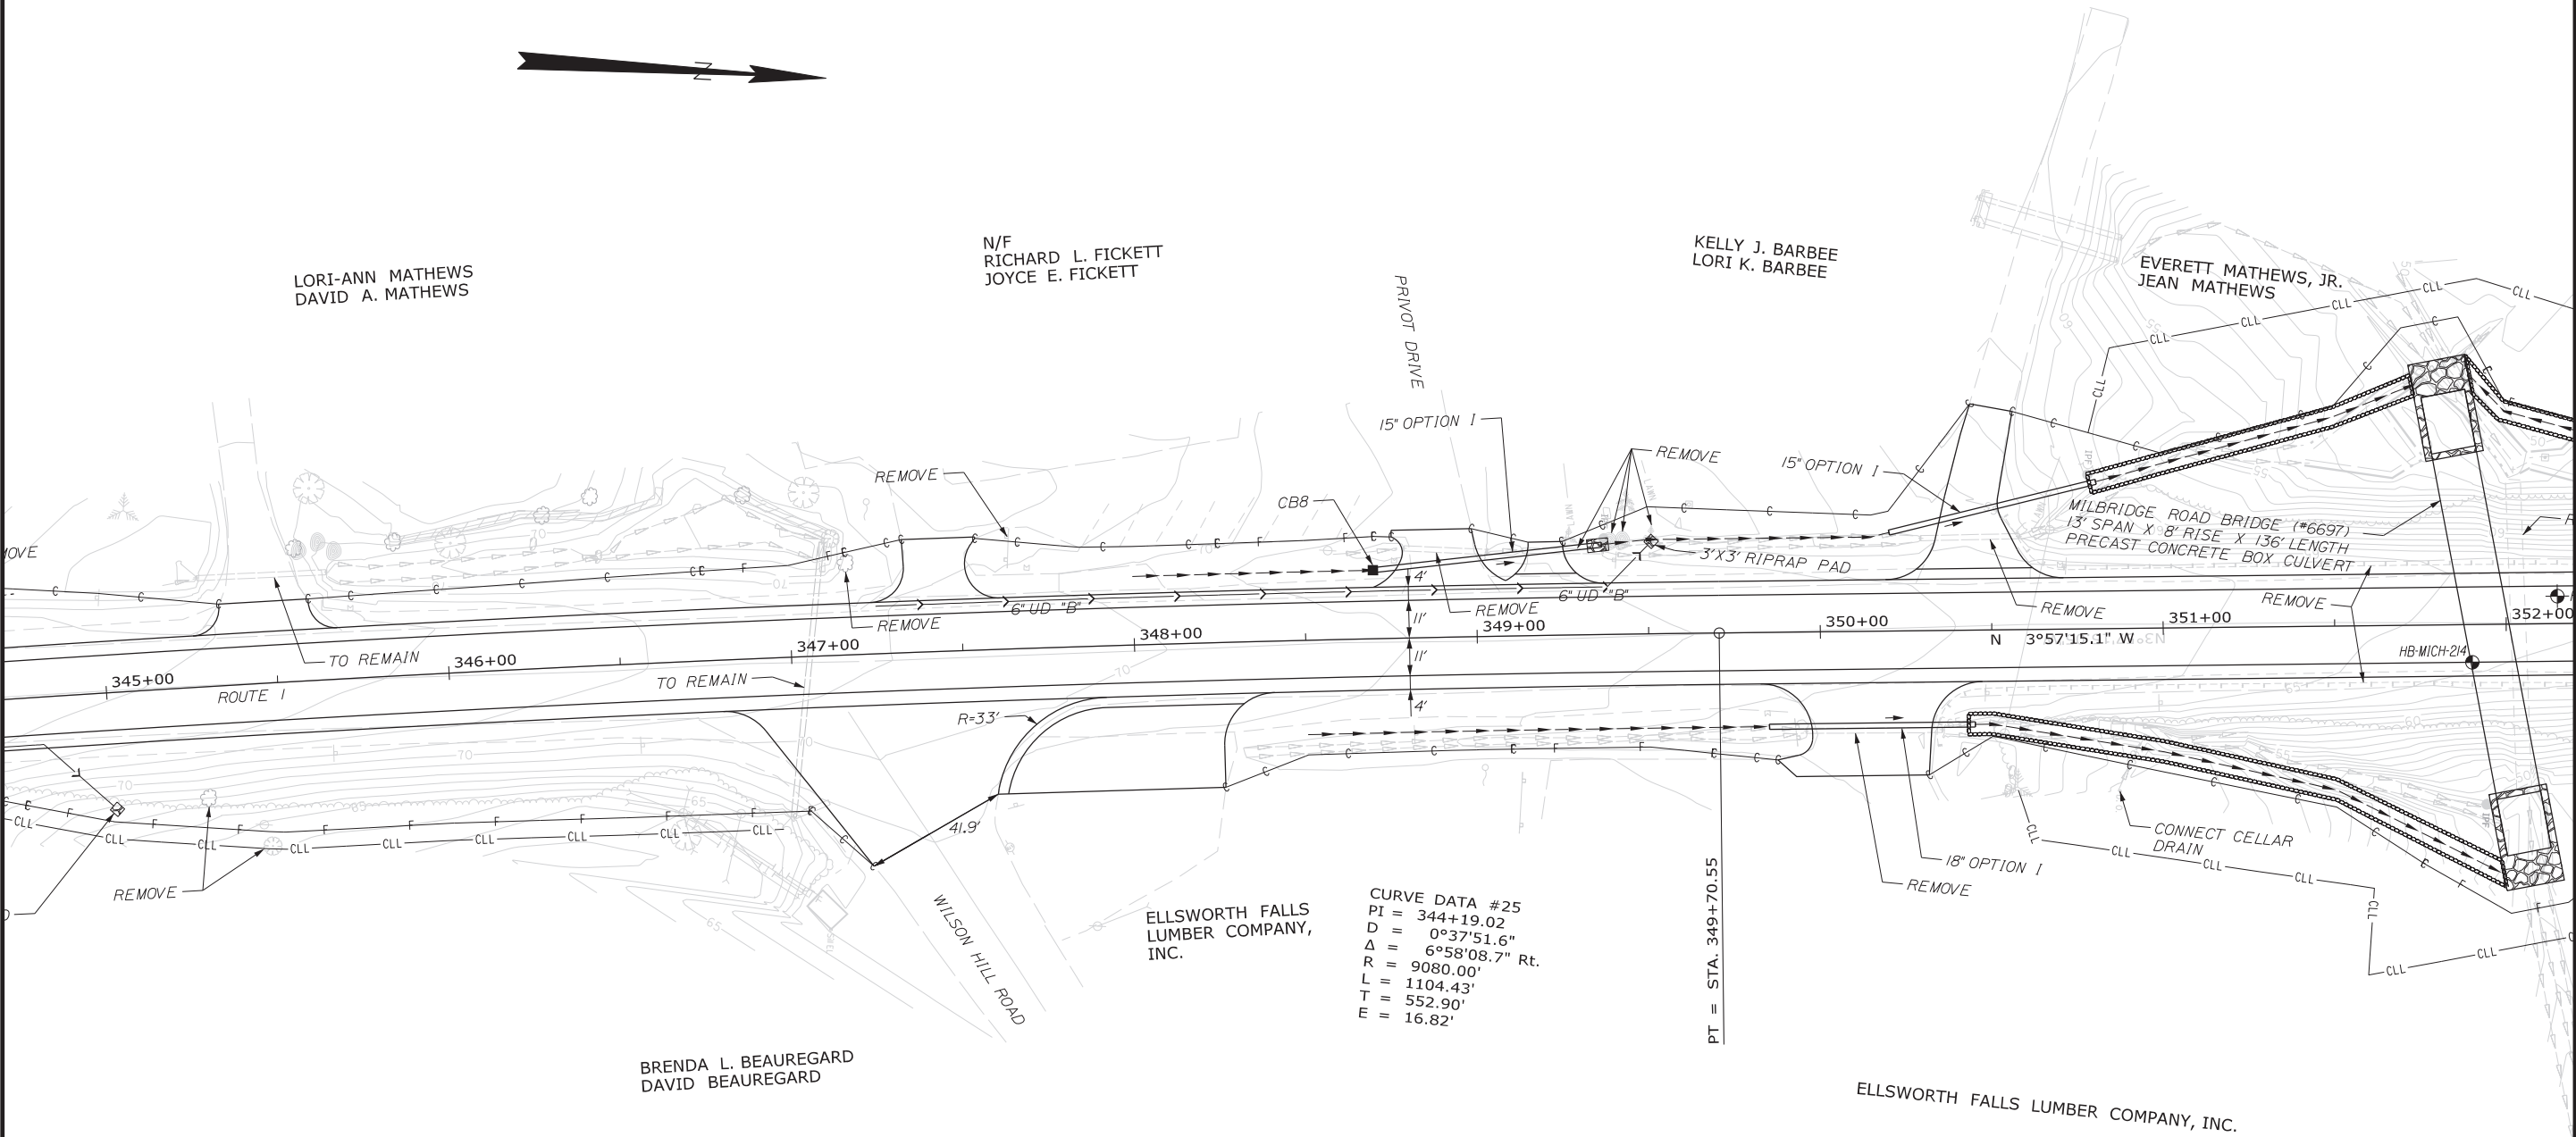 N
LORI-ANN MATHEWS
DAVID A. MATHEWS
N/F
RICHARD L. FICKETT
JOYCE E. FICKETT
PRIVOT DRIVE
KELLY J. BARBEE
LORI K. BARBEE
EVERETT MATHEWS, JR.
JEAN MATHEWS
REMOVE
CB8
15" OPTION I
REMOVE
15" OPTION I
3'X3' RIPRAP PAD
MILBRIDGE ROAD BRIDGE (#6697)
13' SPAN X 8' RISE X 136' LENGTH
PRECAST CONCRETE BOX CULVERT
TO REMAIN
REMOVE
6" UD "B"
4'
11'
REMOVE
6" UD "B"
REMOVE
REMOVE
345+00
346+00
347+00
348+00
349+00
350+00
351+00
352+00
N 3°57'15.1" W
HB-MICH-214
ROUTE 1
TO REMAIN
R=33'
11'
4'
41.9'
REMOVE
WILSON HILL ROAD
18" OPTION I
REMOVE
CONNECT CELLAR
DRAIN
ELLSWORTH FALLS
LUMBER COMPANY,
INC.
CURVE DATA #25
PI = 344+19.02
D = 0°37'51.6"
Δ = 6°58'08.7" Rt.
R = 9080.00'
L = 1104.43'
T = 552.90'
E = 16.82'
PT = STA. 349+70.55
BRENDA L. BEAUREGARD
DAVID BEAUREGARD
ELLSWORTH FALLS LUMBER COMPANY, INC.